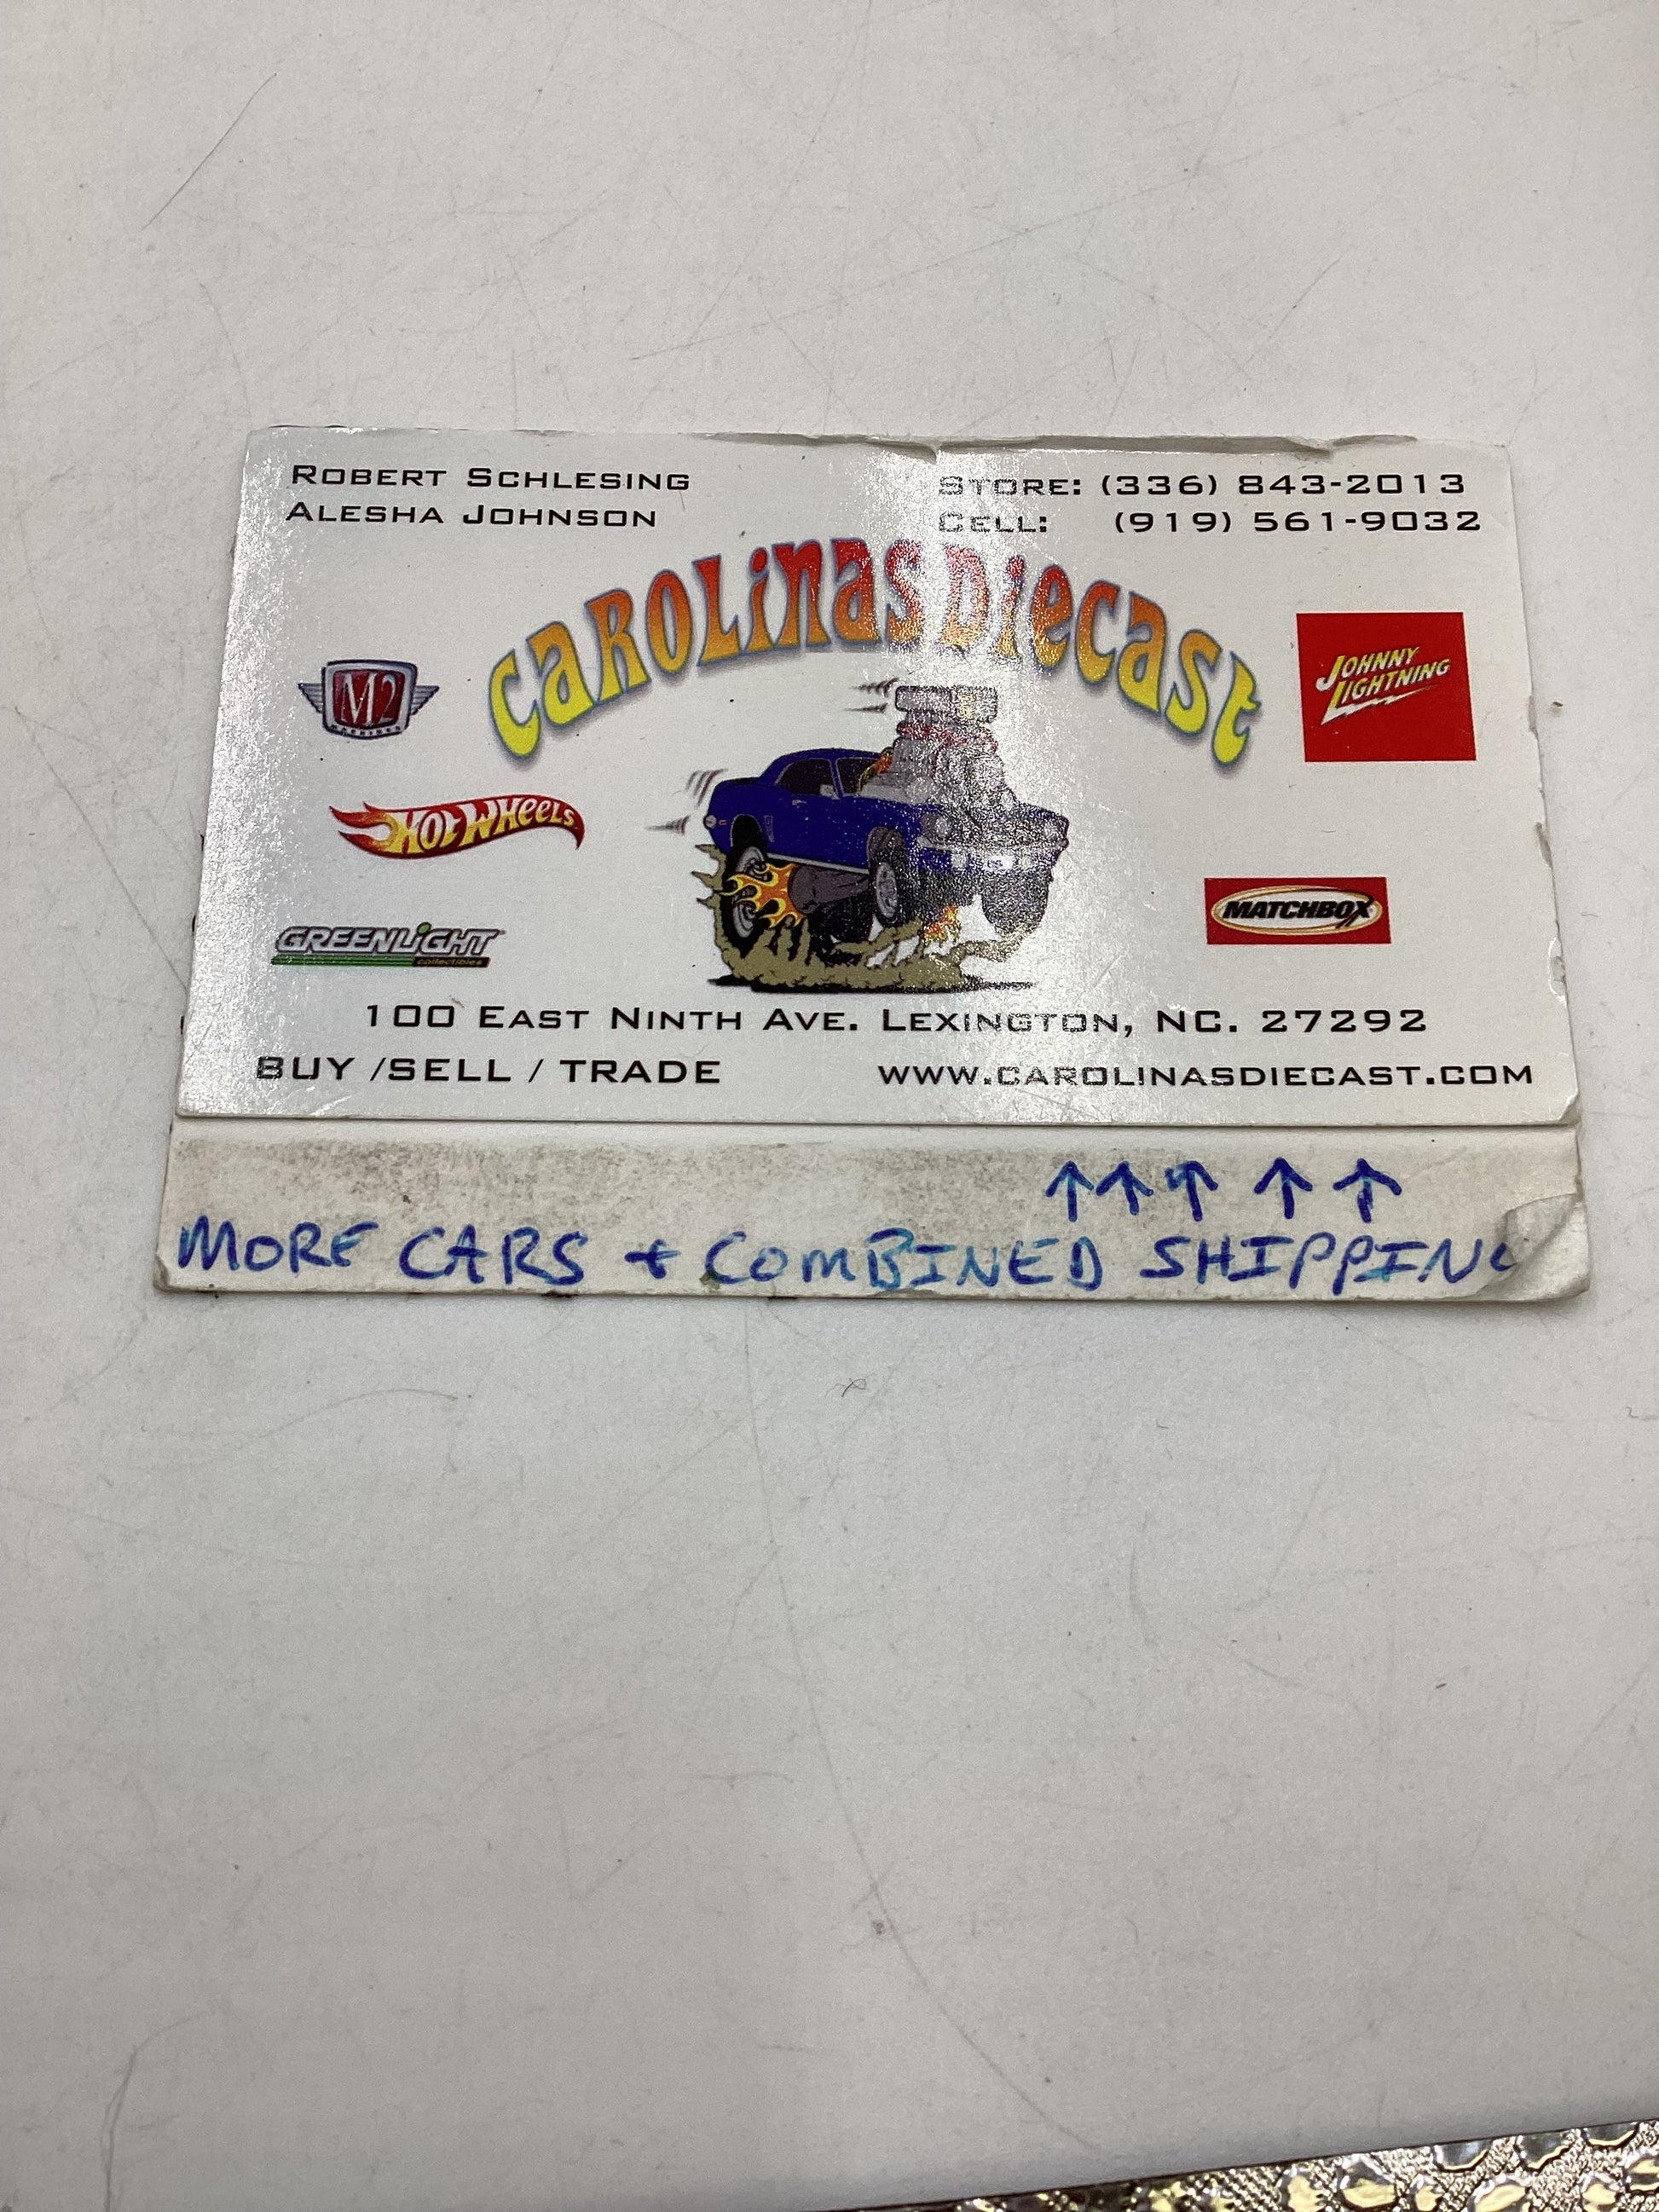 ROBERT SCHLESING
ALESHA JOHNSON
STORE: (336) 843-2013
CELL: (919) 561-9032
CAROLINAS DIECAST
M2
MACHINES
JOHNNY
LIGHTNING
HOT WHEELS
MATCHBOX
GREENLIGHT
collectibles
100 EAST NINTH AVE. LEXINGTON, NC. 27292
BUY /SELL / TRADE
WWW.CAROLINASDIECAST.COM
↑↑↑↑↑
MORE CARS + COMBINED SHIPPING